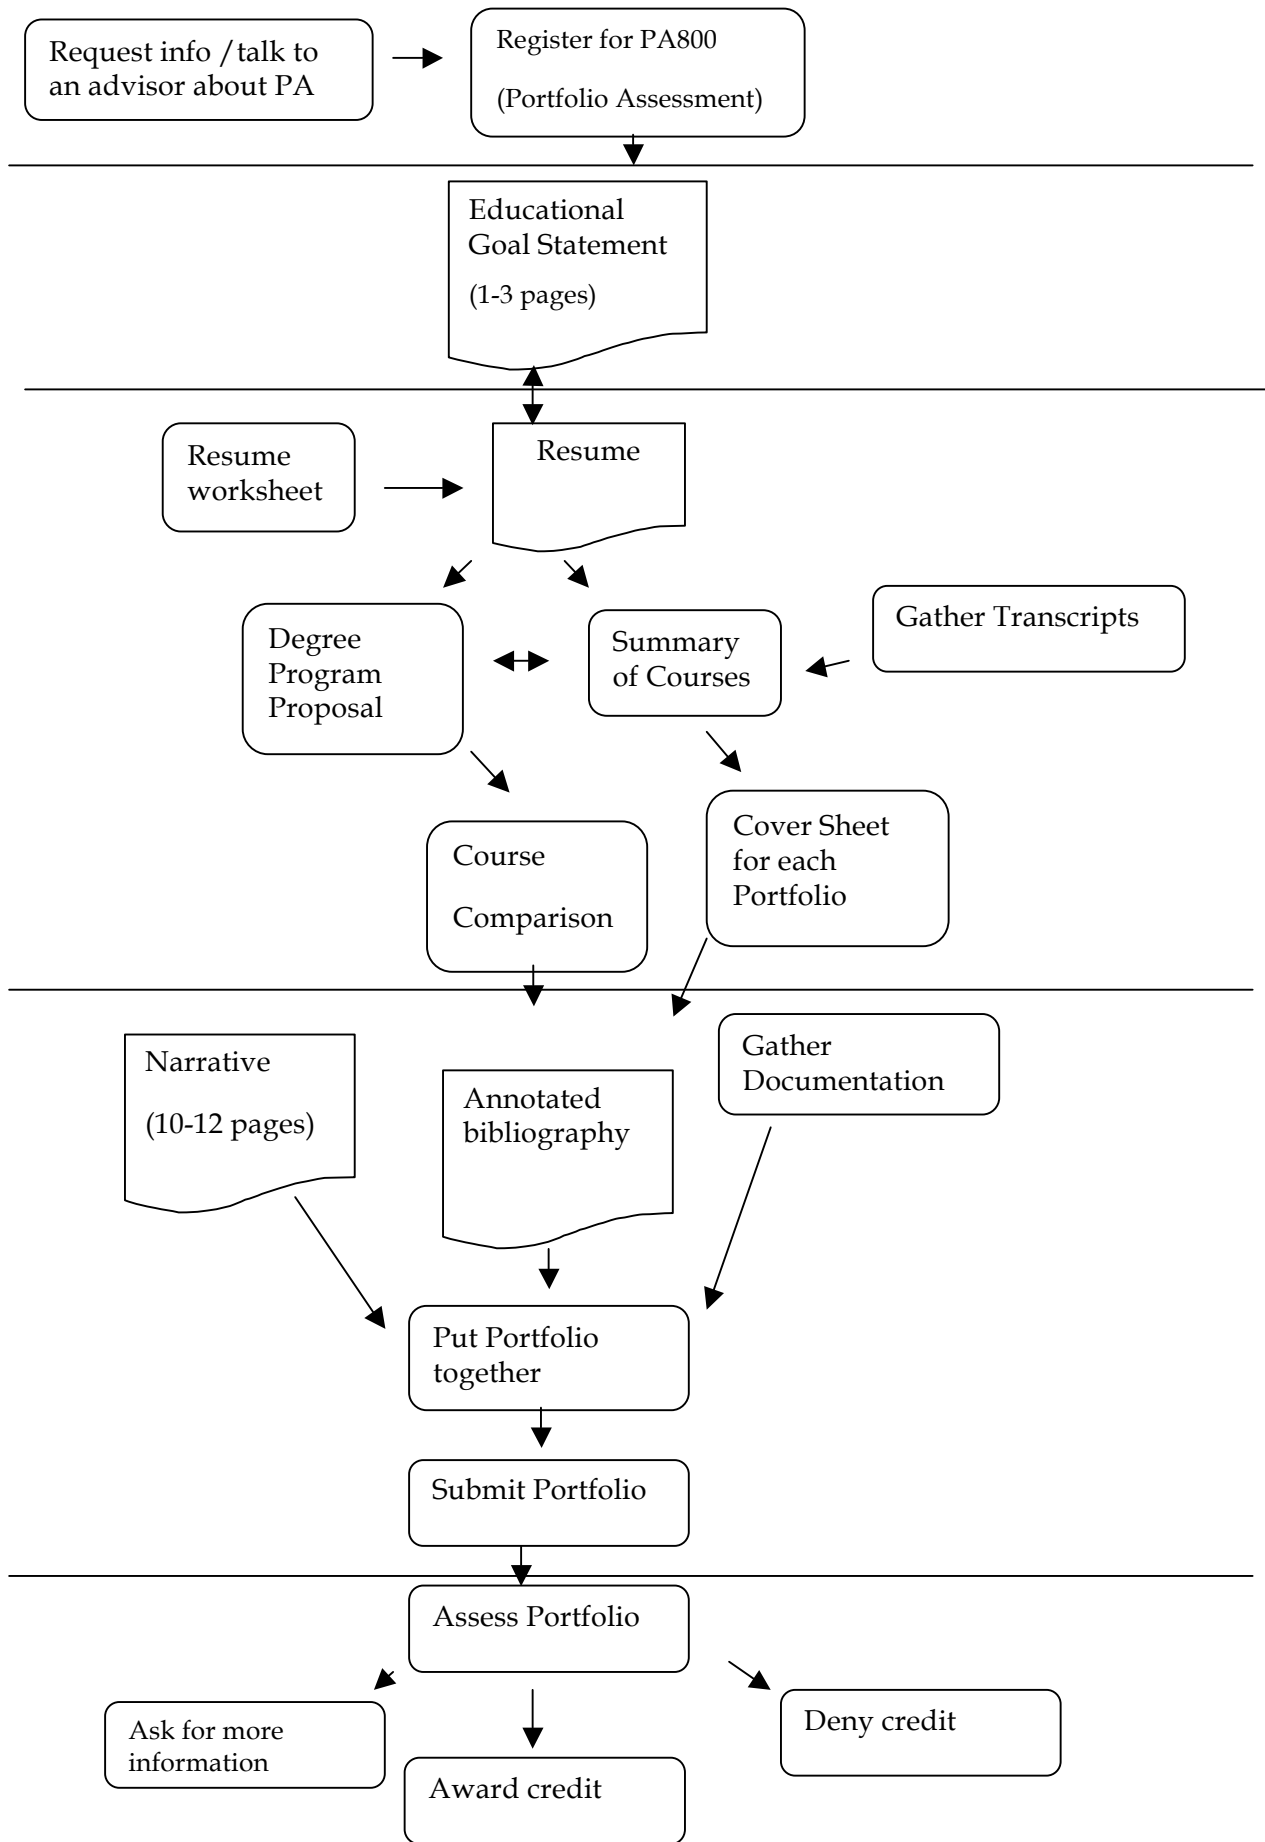 Request info /talk to
an advisor about PA
Register for PA800
(Portfolio Assessment)
Educational
Goal Statement
(1-3 pages)
Resume
worksheet
Resume
Degree
Program
Proposal
Summary
of Courses
Gather Transcripts
Course
Comparison
Cover Sheet
for each
Portfolio
Narrative
(10-12 pages)
Annotated
bibliography
Gather
Documentation
Put Portfolio
together
Submit Portfolio
Assess Portfolio
Ask for more
information
Award credit
Deny credit